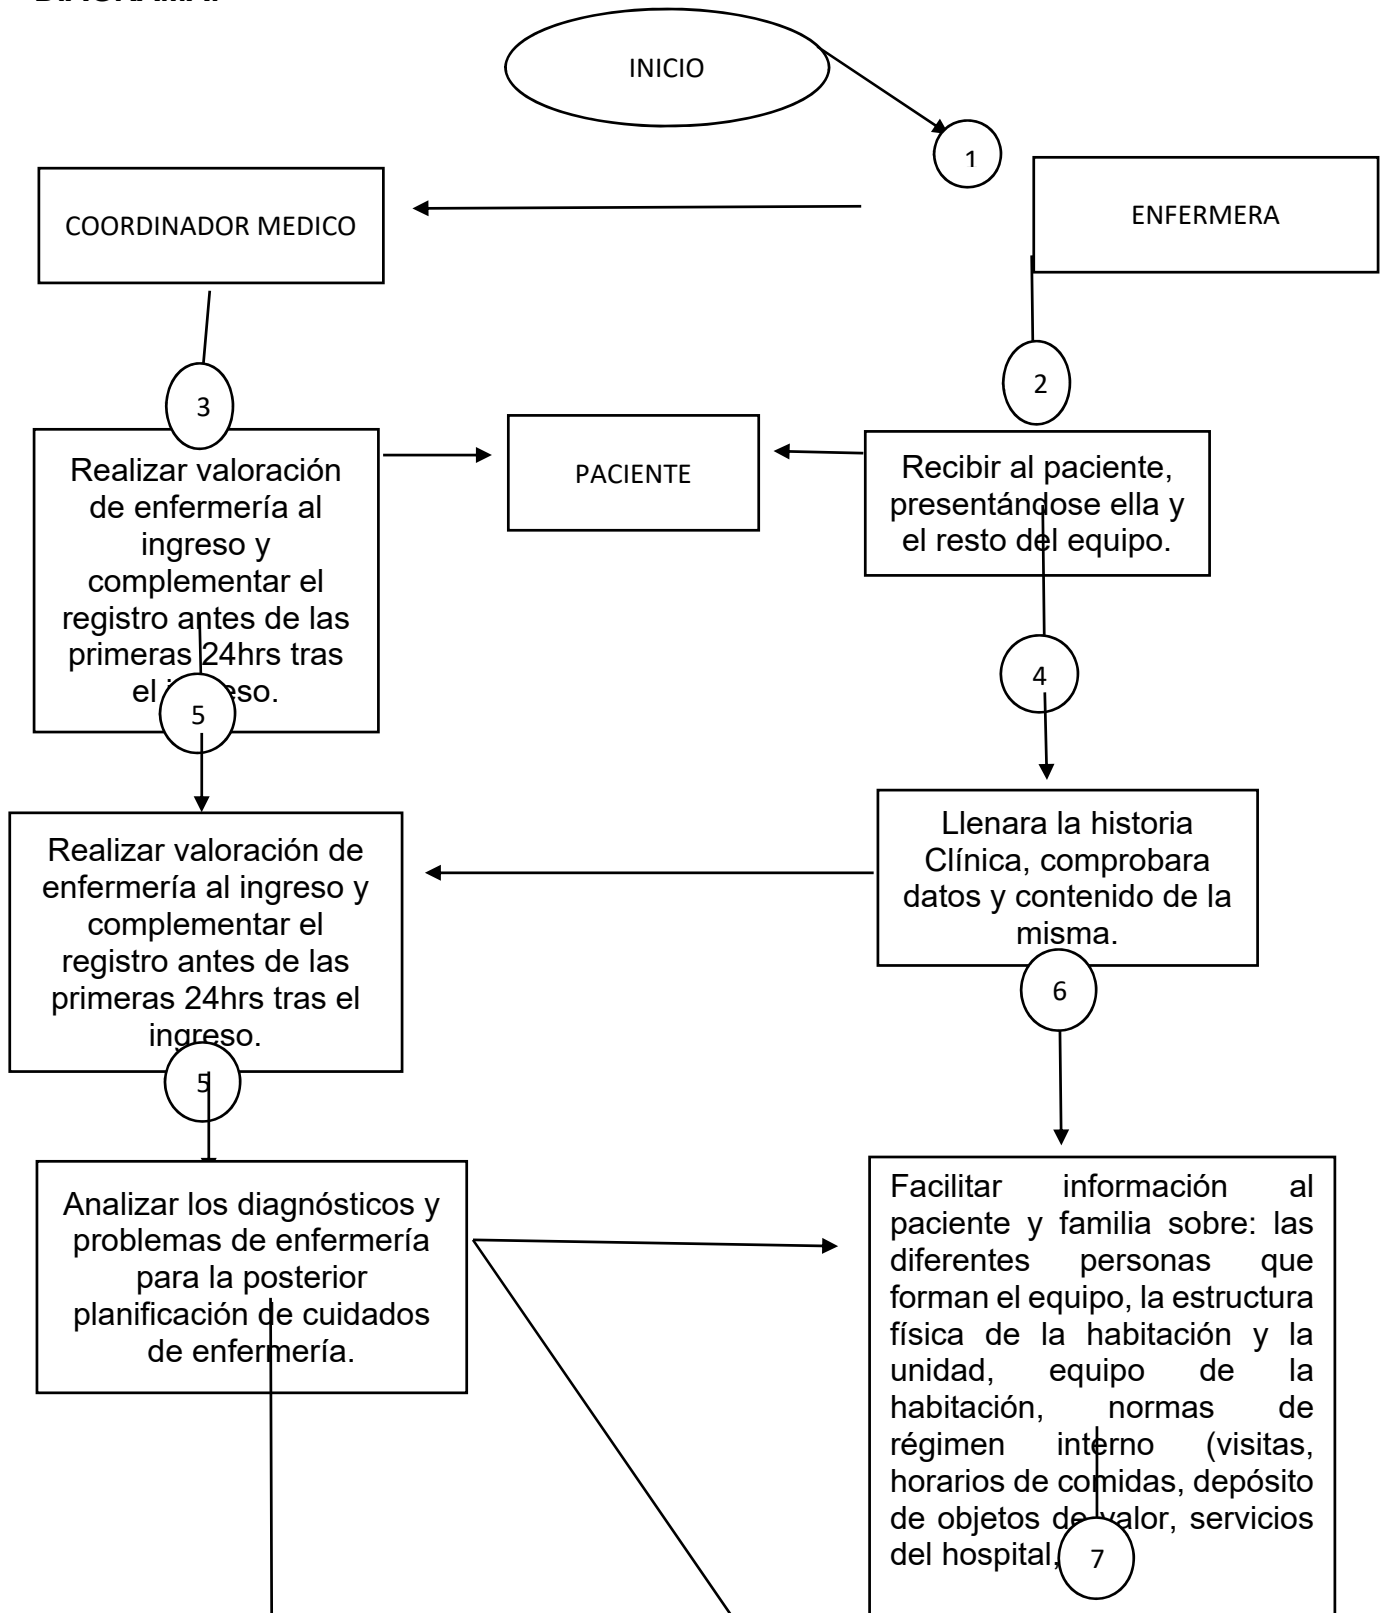 INICIO
1
COORDINADOR MEDICO
ENFERMERA
3
2
Realizar valoración
de enfermería al
ingreso y
complementar el
registro antes de las
primeras 24hrs tras
el
5
PACIENTE
Recibir al paciente,
presentándose ella y
el resto del equipo.
4
Realizar valoración de
enfermería al ingreso y
complementar el
registro antes de las
primeras 24hrs tras el
ingreso.
5
Llenara la historia
Clínica, comprobara
datos y contenido de la
misma.
6
Analizar los diagnósticos y
problemas de enfermería
para la posterior
planificación de cuidados
de enfermería.
Facilitar información al
paciente y familia sobre: las
diferentes personas que
forman el equipo, la estructura
física de la habitación y la
unidad, equipo de la
habitación, normas de
régimen interno (visitas,
horarios de comidas, depósito
de objetos de valor, servicios
del hospital,
7